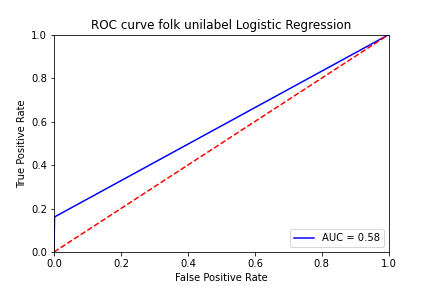 ROC curve folk unilabel Logistic Regression
1.0
0.8
0.6
0.4
0.2
0.0
True Positive Rate
AUC = 0.58
0.0 0.2 0.4 0.6 0.8 1.0
False Positive Rate